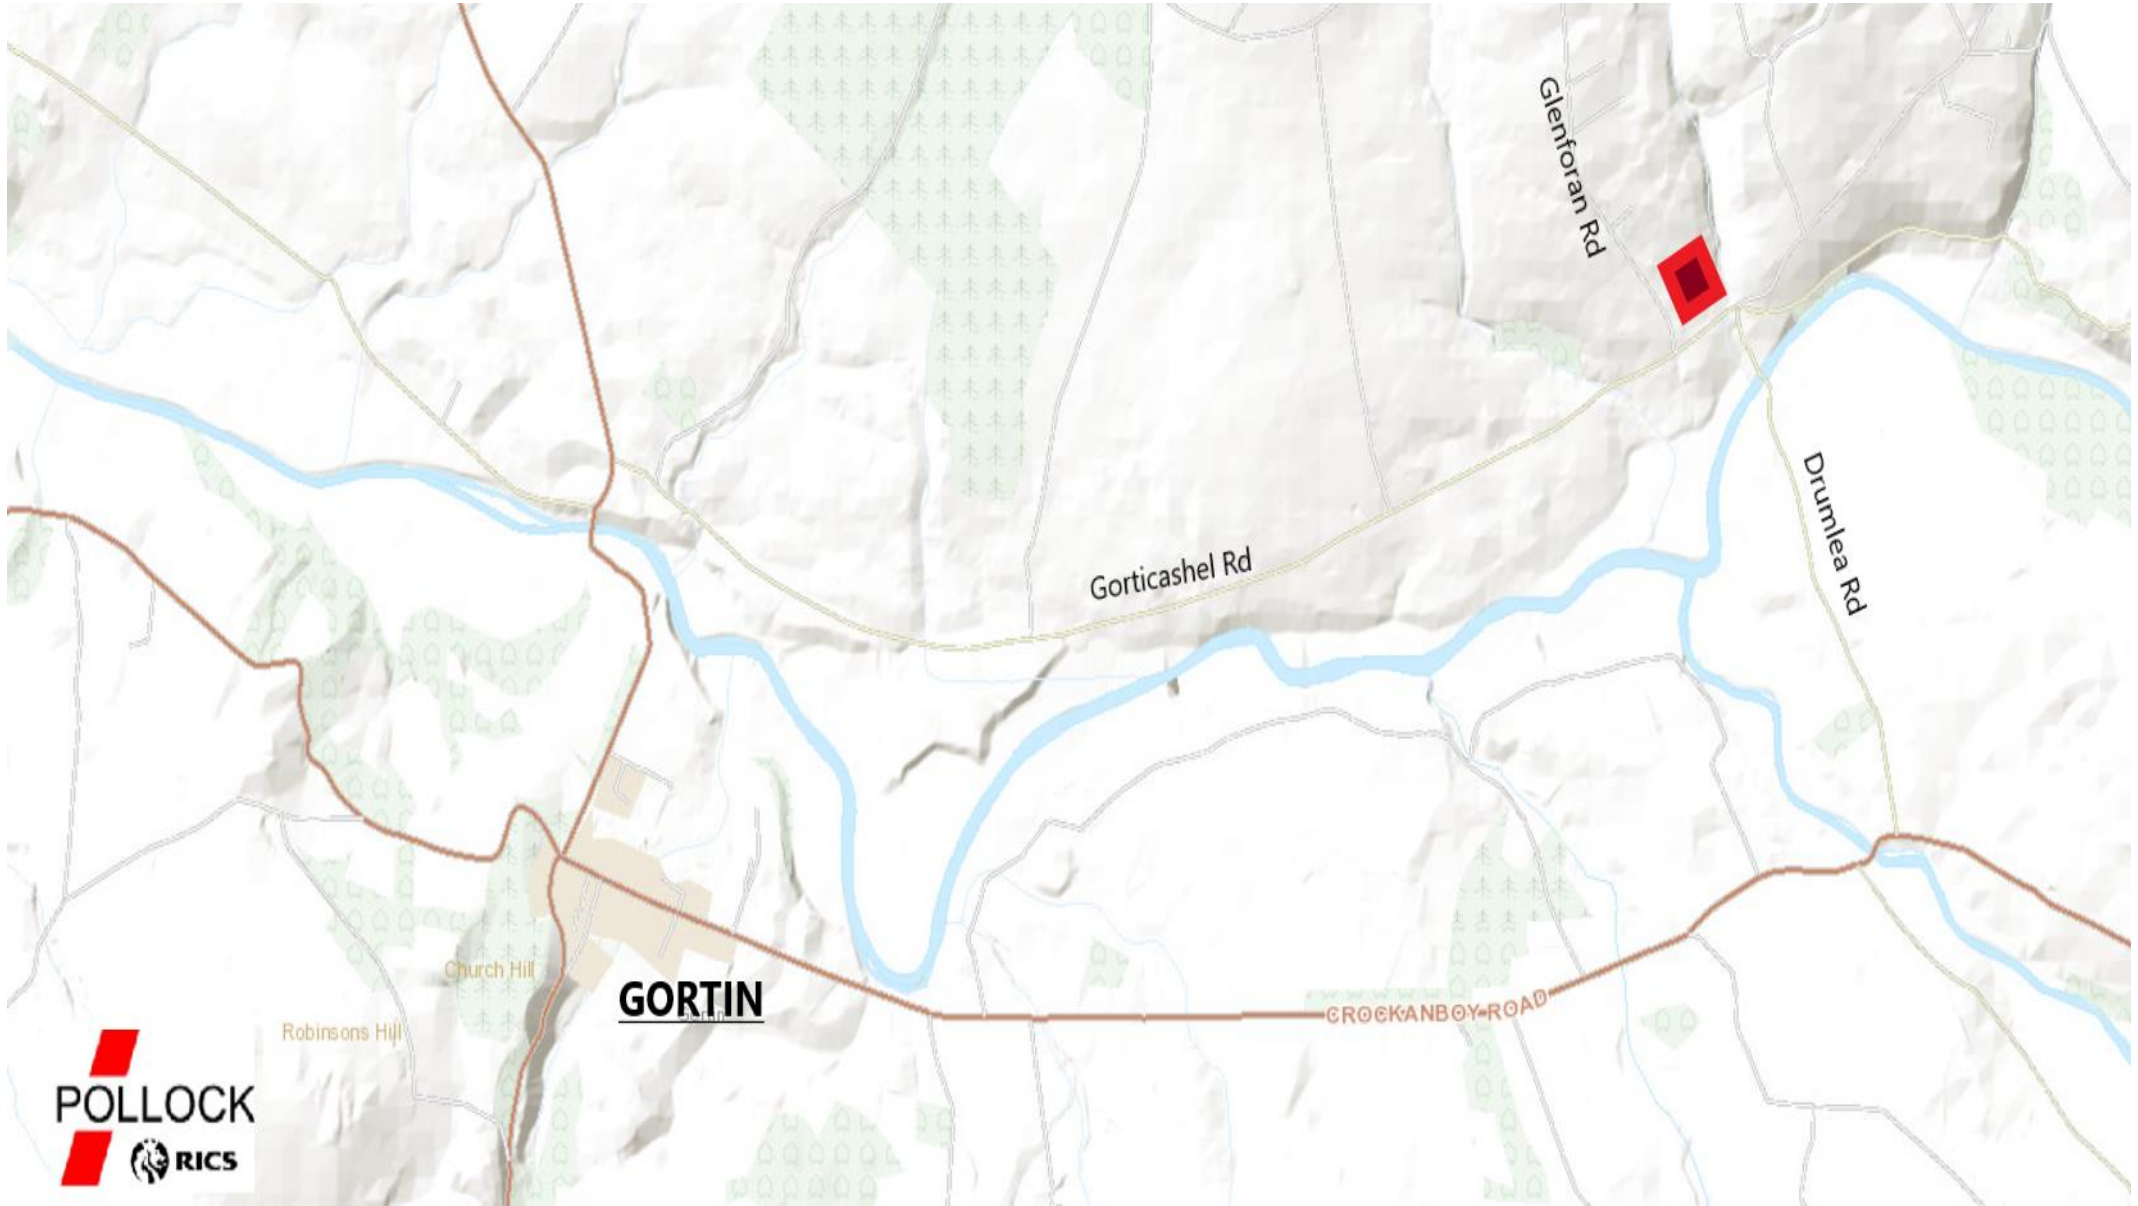 Glenforan Rd
Drumlea Rd
Gorticashel Rd
Church Hill
GORTIN
CROCKANBOY ROAD
Robinsons Hill
POLLOCK
RICS